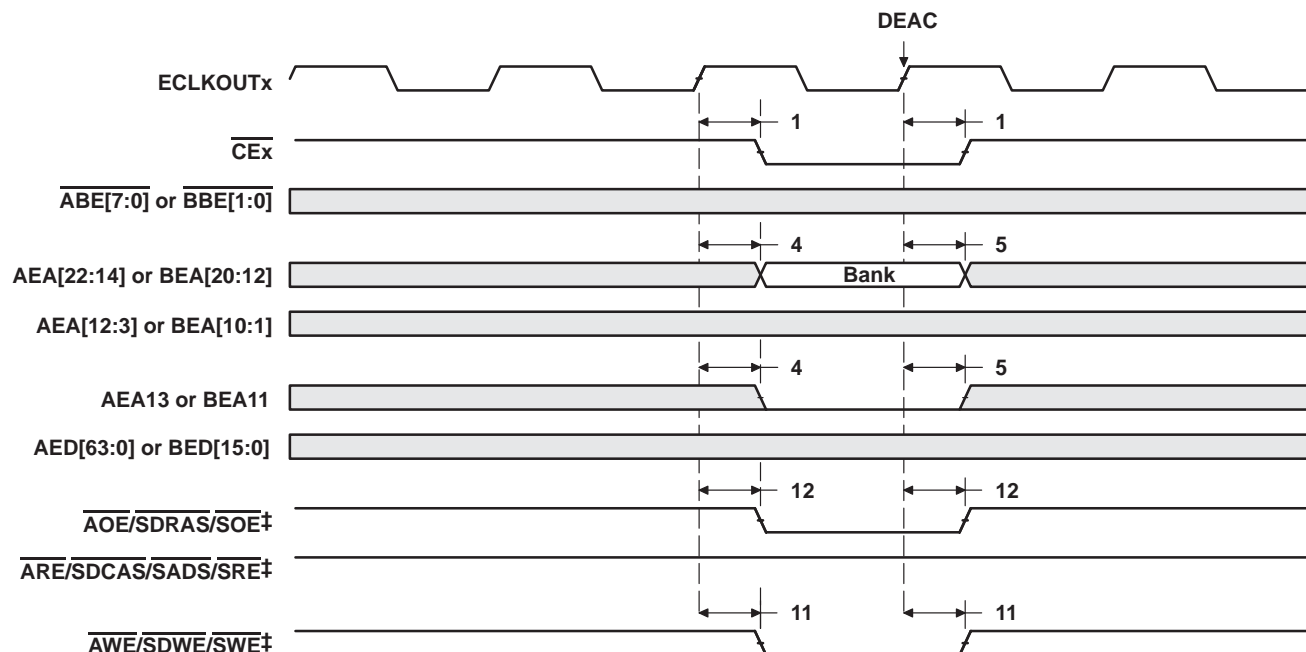 DEAC
ECLKOUTx
1 1
CEx
ABE[7:0] or BBE[1:0]
4 5
AEA[22:14] or BEA[20:12] Bank
AEA[12:3] or BEA[10:1]
4 5
AEA13 or BEA11
AED[63:0] or BED[15:0]
12 12
AOE/SDRAS/SOE‡
ARE/SDCAS/SADS/SRE‡
11 11
AWE/SDWE/SWE‡